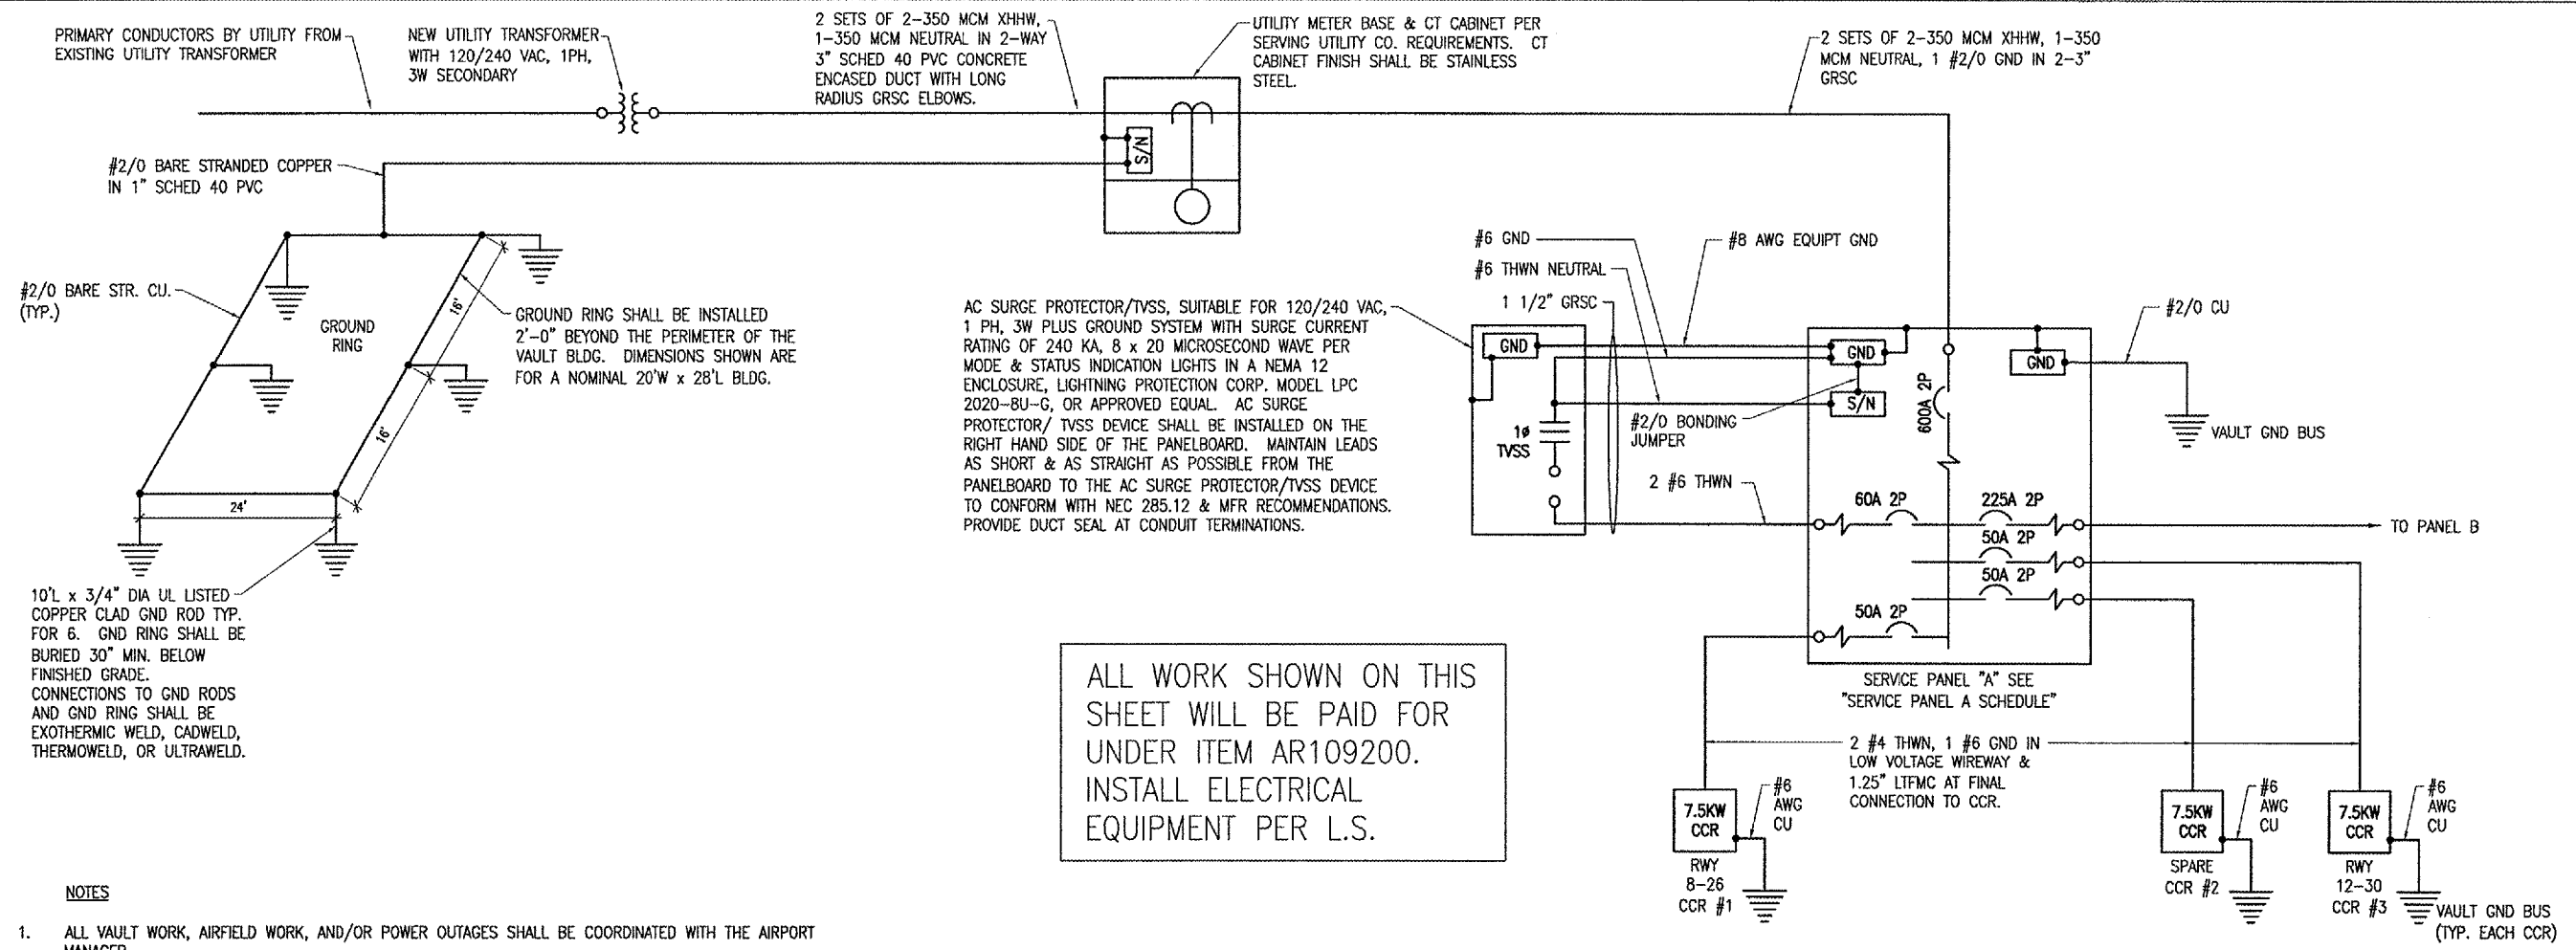 PRIMARY CONDUCTORS BY UTILITY FROM
EXISTING UTILITY TRANSFORMER
NEW UTILITY TRANSFORMER
WITH 120/240 VAC, 1PH,
3W SECONDARY
2 SETS OF 2-350 MCM XHHW,
1-350 MCM NEUTRAL IN 2-WAY
3" SCHED 40 PVC CONCRETE
ENCASED DUCT WITH LONG
RADIUS GRSC ELBOWS.
UTILITY METER BASE & CT CABINET PER
SERVING UTILITY CO. REQUIREMENTS. CT
CABINET FINISH SHALL BE STAINLESS
STEEL.
2 SETS OF 2-350 MCM XHHW, 1-350
MCM NEUTRAL, 1 #2/0 GND IN 2-3"
GRSC
S/N
#2/0 BARE STRANDED COPPER
IN 1" SCHED 40 PVC
#2/0 BARE STR. CU.
(TYP.)
GROUND
RING
16'
16'
24'
GROUND RING SHALL BE INSTALLED
2'-0" BEYOND THE PERIMETER OF THE
VAULT BLDG. DIMENSIONS SHOWN ARE
FOR A NOMINAL 20'W x 28'L BLDG.
10'L x 3/4" DIA UL LISTED
COPPER CLAD GND ROD TYP.
FOR 6. GND RING SHALL BE
BURIED 30" MIN. BELOW
FINISHED GRADE.
CONNECTIONS TO GND RODS
AND GND RING SHALL BE
EXOTHERMIC WELD, CADWELD,
THERMOWELD, OR ULTRAWELD.
AC SURGE PROTECTOR/TVSS, SUITABLE FOR 120/240 VAC,
1 PH, 3W PLUS GROUND SYSTEM WITH SURGE CURRENT
RATING OF 240 KA, 8 x 20 MICROSECOND WAVE PER
MODE & STATUS INDICATION LIGHTS IN A NEMA 12
ENCLOSURE, LIGHTNING PROTECTION CORP. MODEL LPC
2020-8U-G, OR APPROVED EQUAL. AC SURGE
PROTECTOR/ TVSS DEVICE SHALL BE INSTALLED ON THE
RIGHT HAND SIDE OF THE PANELBOARD. MAINTAIN LEADS
AS SHORT & AS STRAIGHT AS POSSIBLE FROM THE
PANELBOARD TO THE AC SURGE PROTECTOR/TVSS DEVICE
TO CONFORM WITH NEC 285.12 & MFR RECOMMENDATIONS.
PROVIDE DUCT SEAL AT CONDUIT TERMINATIONS.
#6 GND
#6 THWN NEUTRAL
1 1/2" GRSC
#8 AWG EQUIPT GND
GND
1ø
TVSS
#2/0 BONDING
JUMPER
2 #6 THWN
GND
S/N
600A 2P
GND
#2/0 CU
VAULT GND BUS
60A 2P
225A 2P
TO PANEL B
50A 2P
50A 2P
50A 2P
SERVICE PANEL "A" SEE
"SERVICE PANEL A SCHEDULE"
2 #4 THWN, 1 #6 GND IN
LOW VOLTAGE WIREWAY &
1.25" LTFMC AT FINAL
CONNECTION TO CCR.
7.5KW
CCR
#6
AWG
CU
RWY
8-26
CCR #1
7.5KW
CCR
#6
AWG
CU
SPARE
CCR #2
7.5KW
CCR
#6
AWG
CU
RWY
12-30
CCR #3
VAULT GND BUS
(TYP. EACH CCR)
ALL WORK SHOWN ON THIS
SHEET WILL BE PAID FOR
UNDER ITEM AR109200.
INSTALL ELECTRICAL
EQUIPMENT PER L.S.
NOTES
1. ALL VAULT WORK, AIRFIELD WORK, AND/OR POWER OUTAGES SHALL BE COORDINATED WITH THE AIRPORT